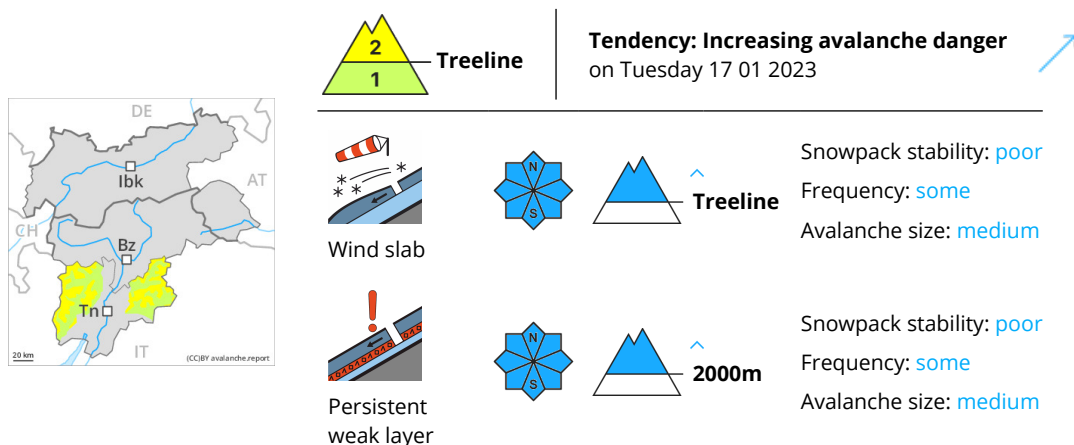 2
1
Treeline
Tendency: Increasing avalanche danger
on Tuesday 17 01 2023
DE
Ibk
AT
CH
Bz
Tn
IT
20 km
(CC)BY avalanche.report
Wind slab
N
S
Treeline
Snowpack stability: poor
Frequency: some
Avalanche size: medium
Persistent
weak layer
N
S
2000m
Snowpack stability: poor
Frequency: some
Avalanche size: medium